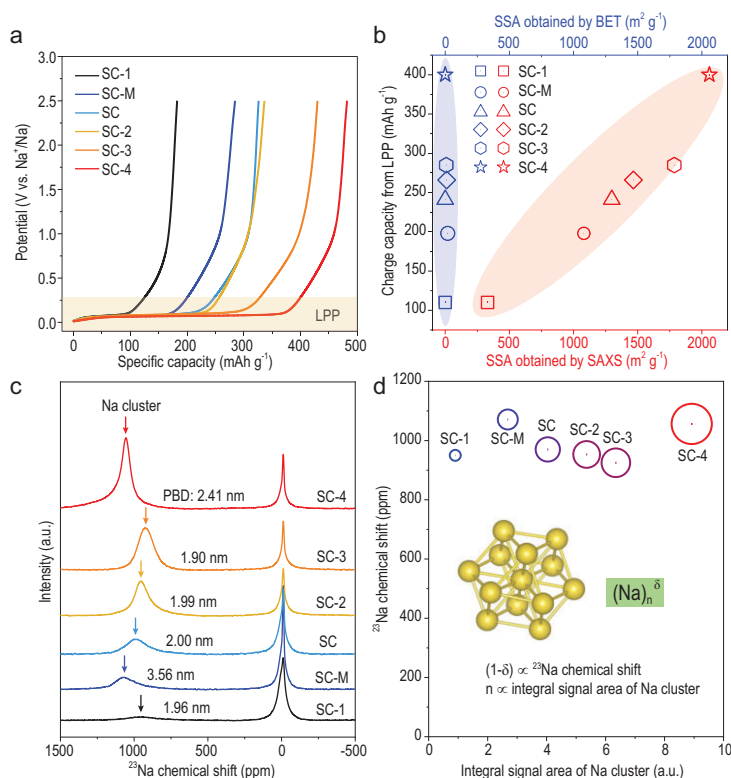 a
SC-1
SC-M
SC
SC-2
SC-3
SC-4
LPP
Potential (V vs. Na⁺/Na)
3.0
2.5
2.0
1.5
1.0
0.5
0.0
0 100 200 300 400 500
Specific capacity (mAh g⁻¹)
b
SSA obtained by BET (m² g⁻¹)
0 500 1000 1500 2000
SC-1
SC-M
SC
SC-2
SC-3
SC-4
Charge capacity from LPP (mAh g⁻¹)
400
350
300
250
200
150
100
0 500 1000 1500 2000
SSA obtained by SAXS (m² g⁻¹)
c
Na cluster
PBD: 2.41 nm
SC-4
1.90 nm
SC-3
1.99 nm
SC-2
2.00 nm
SC
3.56 nm
SC-M
1.96 nm
SC-1
Intensity (a.u.)
1500 1000 500 0 -500
²³Na chemical shift (ppm)
d
1200
1000
800
600
400
200
0
²³Na chemical shift (ppm)
SC-1
SC-M
SC
SC-2
SC-3
SC-4
(Na)ₙ^δ
(1-δ) ∝ ²³Na chemical shift
n ∝ integral signal area of Na cluster
0 2 4 6 8 10
Integral signal area of Na cluster (a.u.)